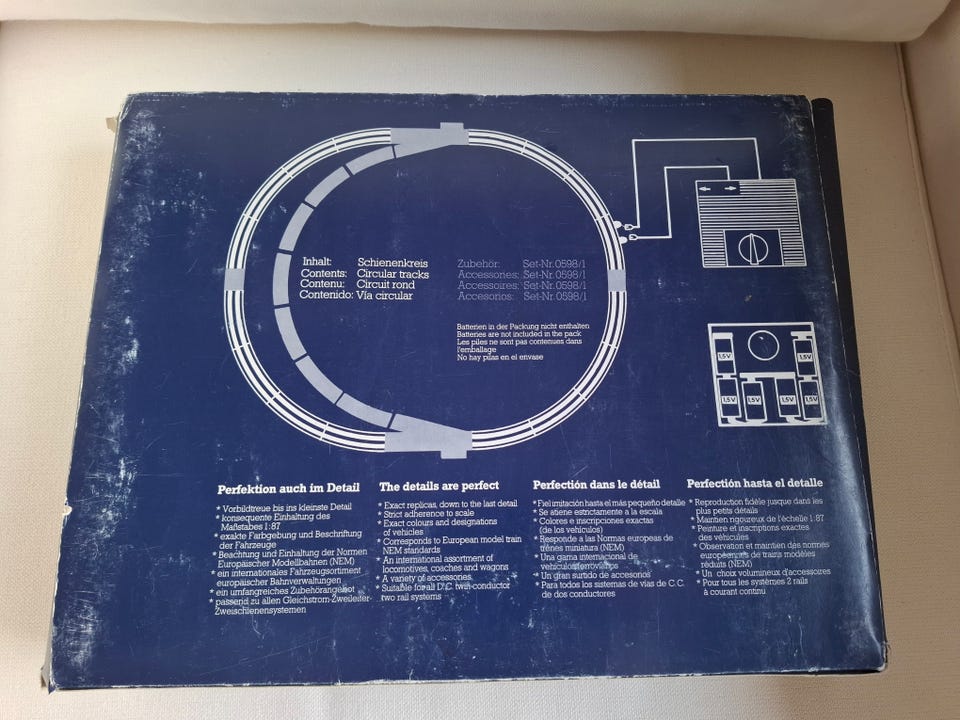 Inhalt: Schienenkreis
Contents: Circular tracks
Contenu: Circuit rond
Contenido: Vía circular
Zubehör: Set-Nr. 0598/1
Accessories: Set-Nr. 0598/1
Accessoires: Set-Nr. 0598/1
Accesorios: Set-Nr. 0598/1
Batterien in der Packung nicht enthalten
Batteries are not included in the pack
Les piles ne sont pas contenues dans
l'emballage
No hay pilas en el envase
1,5V 1,5V
1,5V 1,5V 1,5V 1,5V
Perfektion auch im Detail
* Vorbildtreue bis ins kleinste Detail
* konsequente Einhaltung des
Maßstabes 1:87
* exakte Farbgebung und Beschriftung
der Fahrzeuge
* Beachtung und Einhaltung der Normen
Europäischer Modellbahnen (NEM)
* ein internationales Fahrzeugsortiment
europäischer Bahnverwaltungen
* ein umfangreiches Zubehörangebot
* passend zu allen Gleichstrom-Zweileiter-
Zweischienensystemen
The details are perfect
* Exact replicas, down to the last detail
* Strict adherence to scale
* Exact colours and designations
of vehicles
* Corresponds to European model train
NEM standards
* An international assortment of
locomotives, coaches and wagons
* A variety of accessories.
* Suitable for all D.C. twin-conductor
two rail systems
Perfectión dans le détail
* Fiel imitación hasta el más pequeño detalle
* Se atiene estrictamente a la escala
* Colores e inscripciones exactas
(de los vehículos)
* Responde a las Normas europeas de
trenes miniatura (NEM)
* Una gama internacional de
vehículos ferroviarios
* Un gran surtido de accesorios
* Para todos los sistemas de vías de C.C.
de dos conductores
Perfectión hasta el detalle
* Reproduction fidèle jusque dans les
plus petits détails
* Maintien rigoureux de l'échelle 1:87
* Peinture et inscriptions exactes
des véhicules
* Observation et maintien des normes
européennes de trains modèles
réduits (NEM)
* Un choix volumineux d'accessoires
* Pour tous les systèmes 2 rails
à courant continu